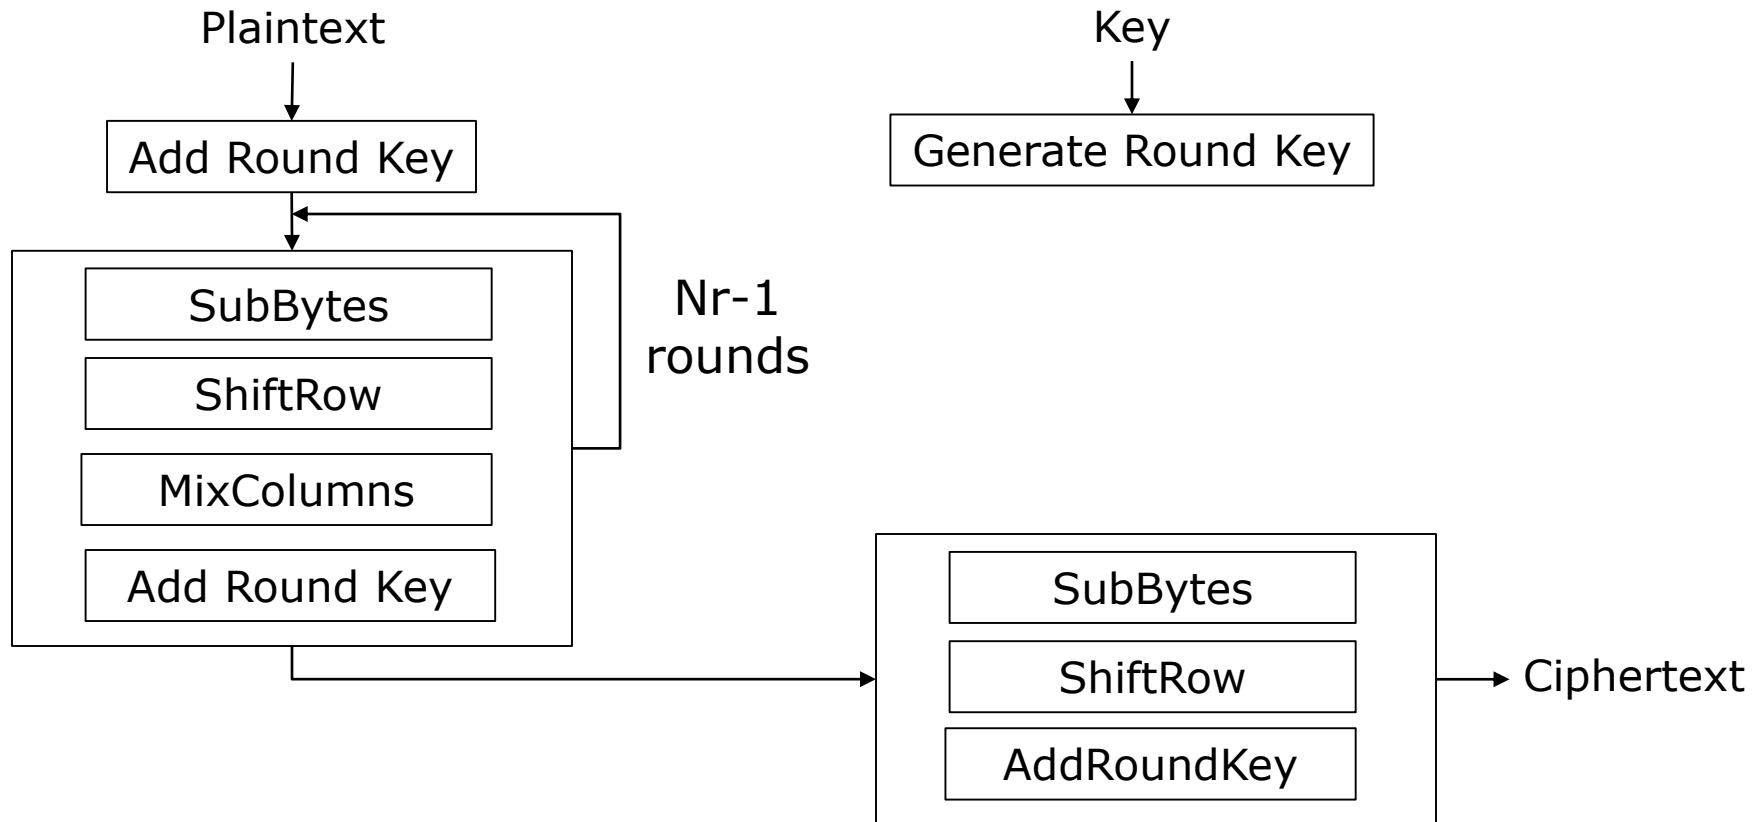 Plaintext
Key
Add Round Key
Generate Round Key
SubBytes
ShiftRow
MixColumns
Add Round Key
Nr-1
rounds
SubBytes
ShiftRow
AddRoundKey
Ciphertext